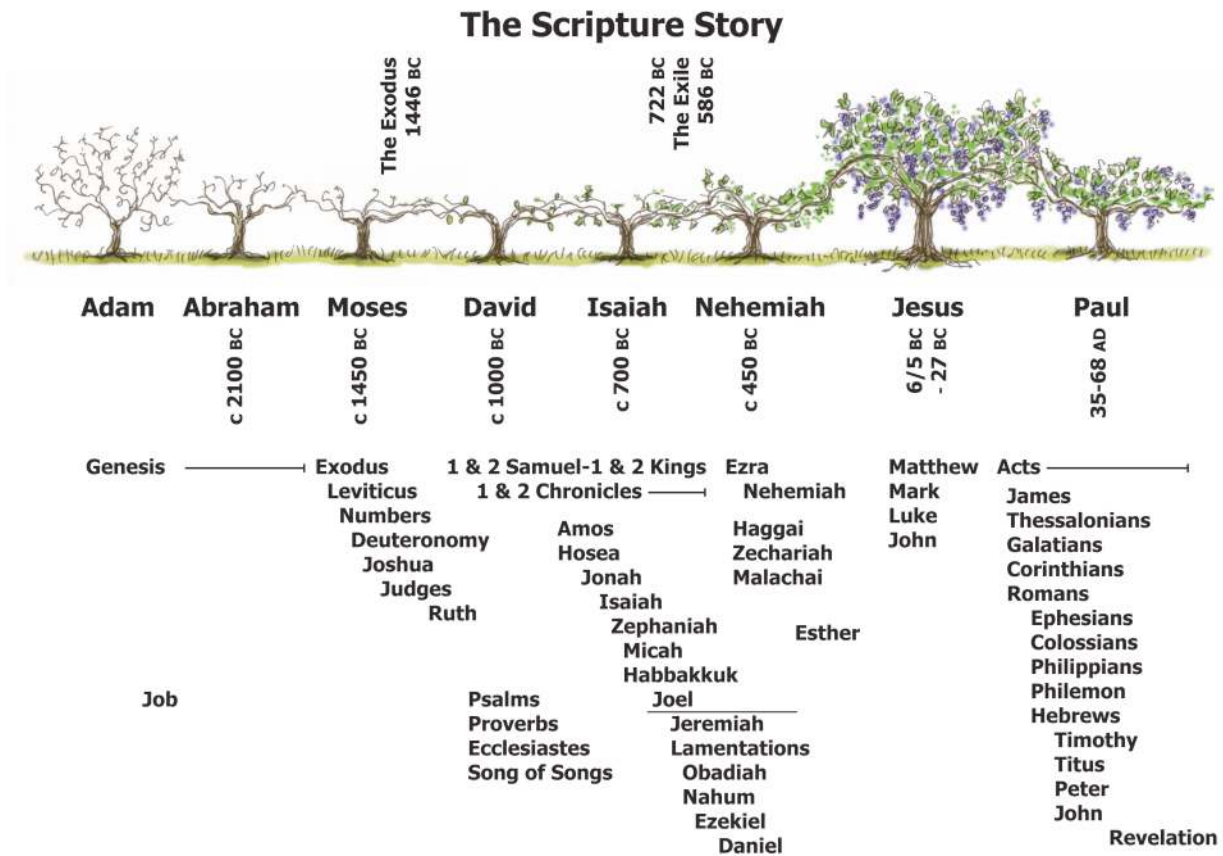 The Scripture Story
The Exodus
1446 BC
722 BC
The Exile
586 BC
Adam
Abraham
Moses
David
Isaiah
Nehemiah
Jesus
Paul
c 2100 BC
c 1450 BC
c 1000 BC
c 700 BC
c 450 BC
6/5 BC
- 27 BC
35-68 AD
Genesis
Job
Exodus
Leviticus
Numbers
Deuteronomy
Joshua
Judges
Ruth
1 & 2 Samuel-1 & 2 Kings
1 & 2 Chronicles
Psalms
Proverbs
Ecclesiastes
Song of Songs
Amos
Hosea
Jonah
Isaiah
Zephaniah
Micah
Habbakkuk
Joel
Jeremiah
Lamentations
Obadiah
Nahum
Ezekiel
Daniel
Ezra
Nehemiah
Haggai
Zechariah
Malachai
Esther
Matthew
Mark
Luke
John
Acts
James
Thessalonians
Galatians
Corinthians
Romans
Ephesians
Colossians
Philippians
Philemon
Hebrews
Timothy
Titus
Peter
John
Revelation